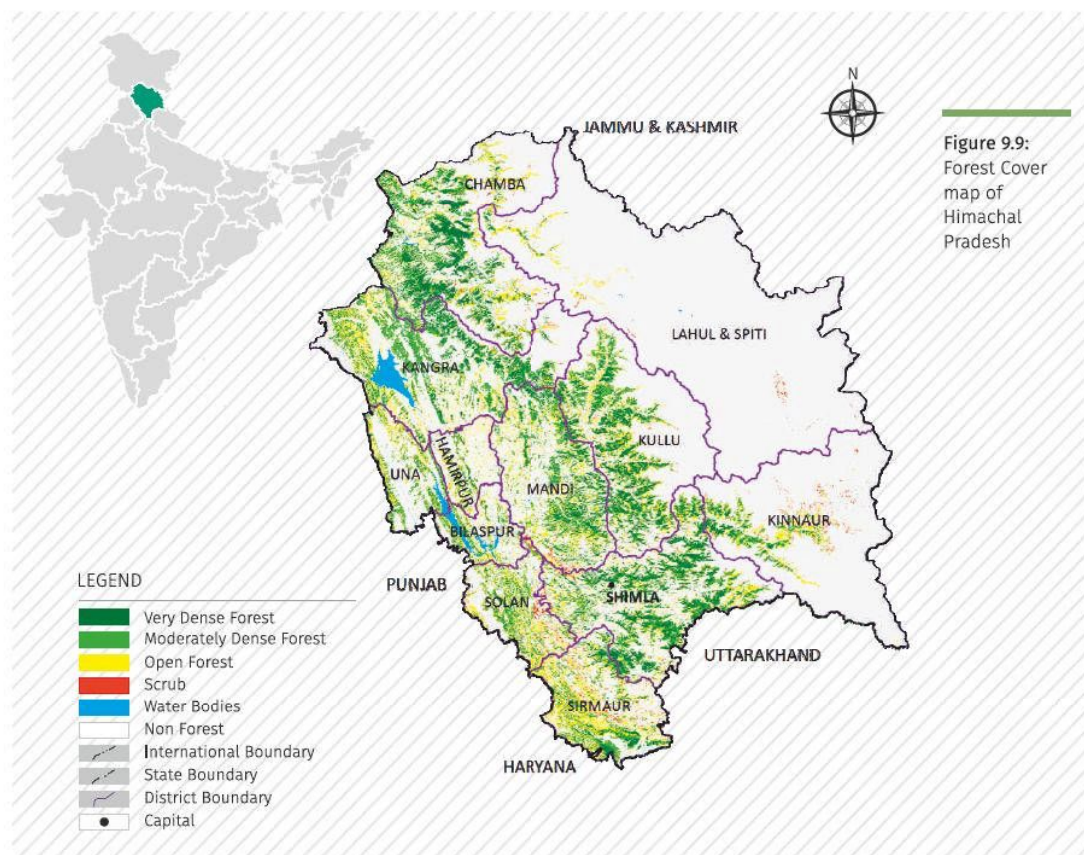 N
JAMMU & KASHMIR
Figure 9.9:
Forest Cover
map of
Himachal
Pradesh
CHAMBA
LAHUL & SPITI
KANGRA
KULLU
HAMIRPUR
UNA
MANDI
BILASPUR
KINNAUR
PUNJAB
SOLAN
SHIMLA
UTTARAKHAND
SIRMAUR
HARYANA
LEGEND
Very Dense Forest
Moderately Dense Forest
Open Forest
Scrub
Water Bodies
Non Forest
International Boundary
State Boundary
District Boundary
Capital